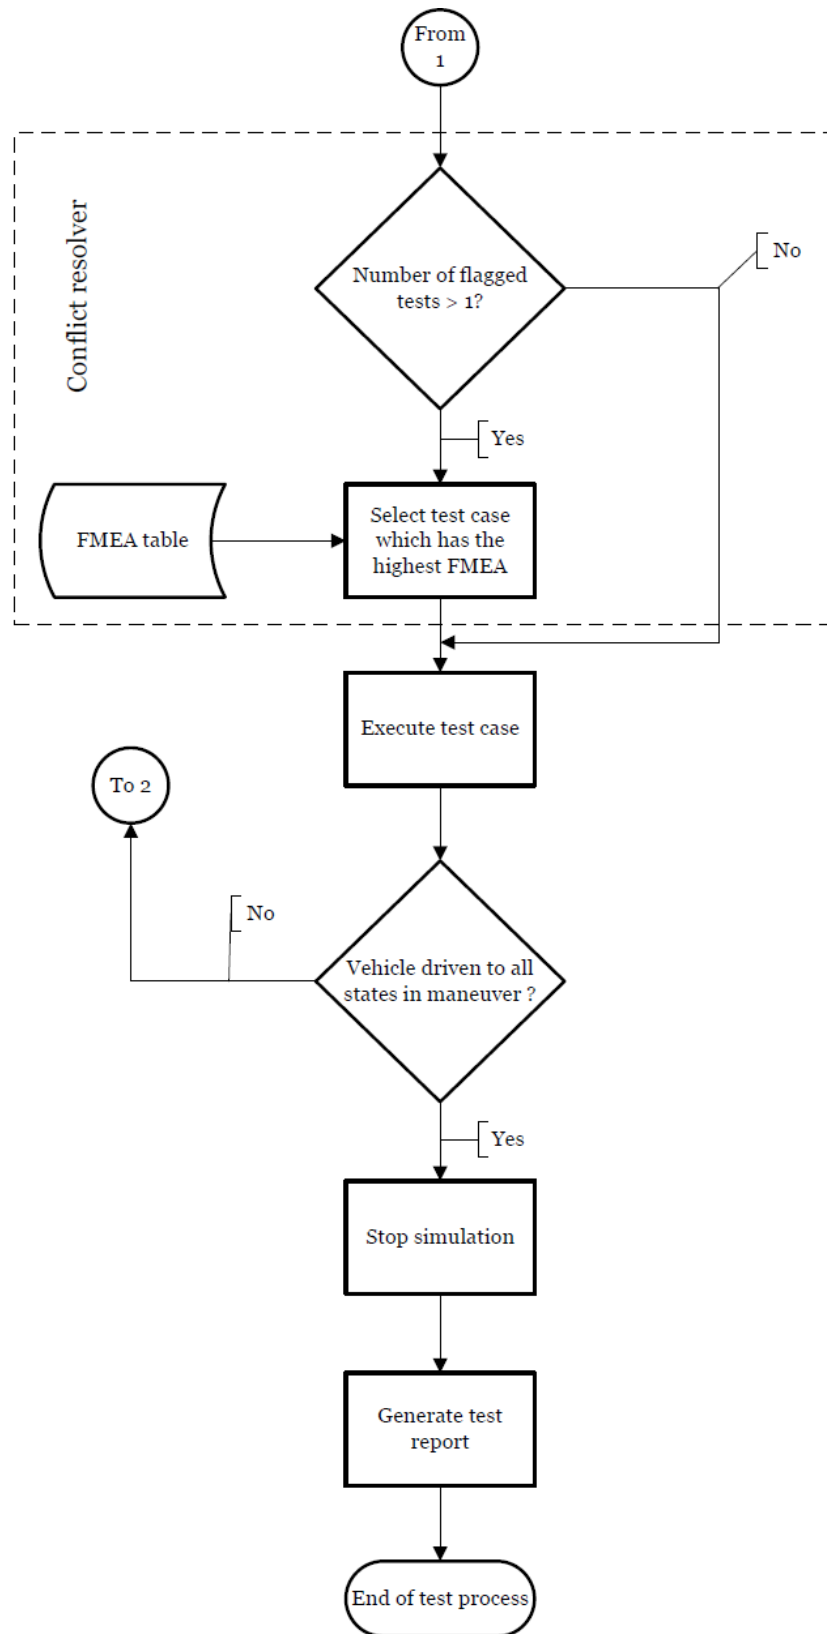 From
1
Conflict resolver
Number of flagged
tests > 1?
No
Yes
FMEA table
Select test case
which has the
highest FMEA
Execute test case
To 2
No
Vehicle driven to all
states in maneuver ?
Yes
Stop simulation
Generate test
report
End of test process